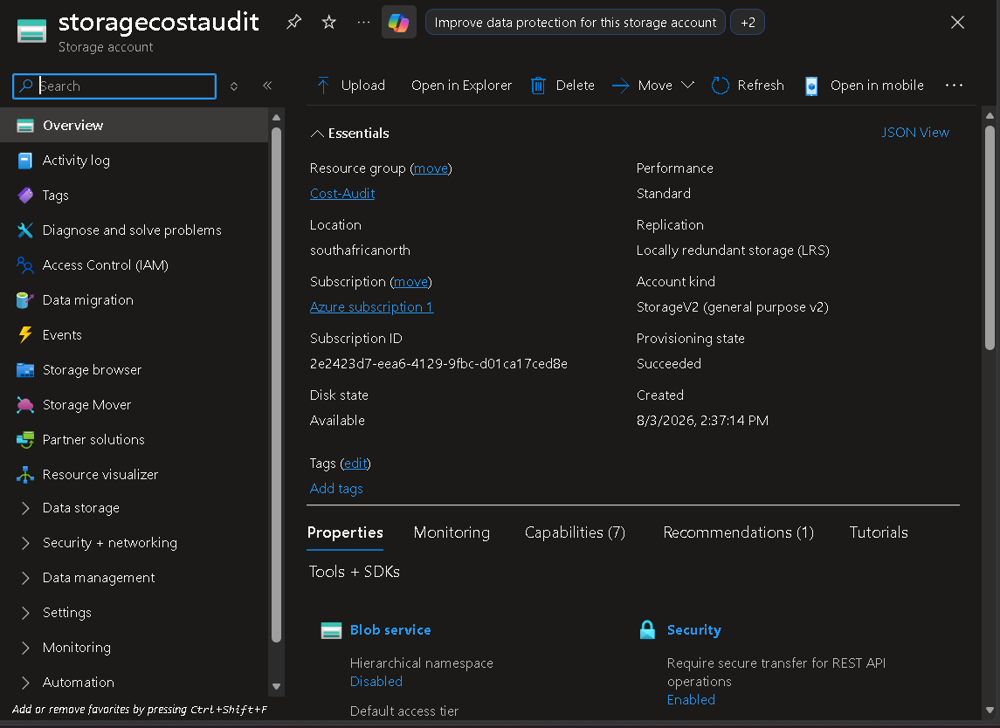 storagecostaudit
Storage account
Improve data protection for this storage account
+2
Search
Upload
Open in Explorer
Delete
Move
Refresh
Open in mobile
Overview
Activity log
Tags
Diagnose and solve problems
Access Control (IAM)
Data migration
Events
Storage browser
Storage Mover
Partner solutions
Resource visualizer
Data storage
Security + networking
Data management
Settings
Monitoring
Automation
Add or remove favorites by pressing Ctrl+Shift+F
Essentials
JSON View
Resource group (move)
Cost-Audit
Location
southafricanorth
Subscription (move)
Azure subscription 1
Subscription ID
2e2423d7-eea6-4129-9fbc-d01ca17ced8e
Disk state
Available
Performance
Standard
Replication
Locally redundant storage (LRS)
Account kind
StorageV2 (general purpose v2)
Provisioning state
Succeeded
Created
8/3/2026, 2:37:14 PM
Tags (edit)
Add tags
Properties
Monitoring
Capabilities (7)
Recommendations (1)
Tutorials
Tools + SDKs
Blob service
Hierarchical namespace
Disabled
Default access tier
Security
Require secure transfer for REST API
operations
Enabled